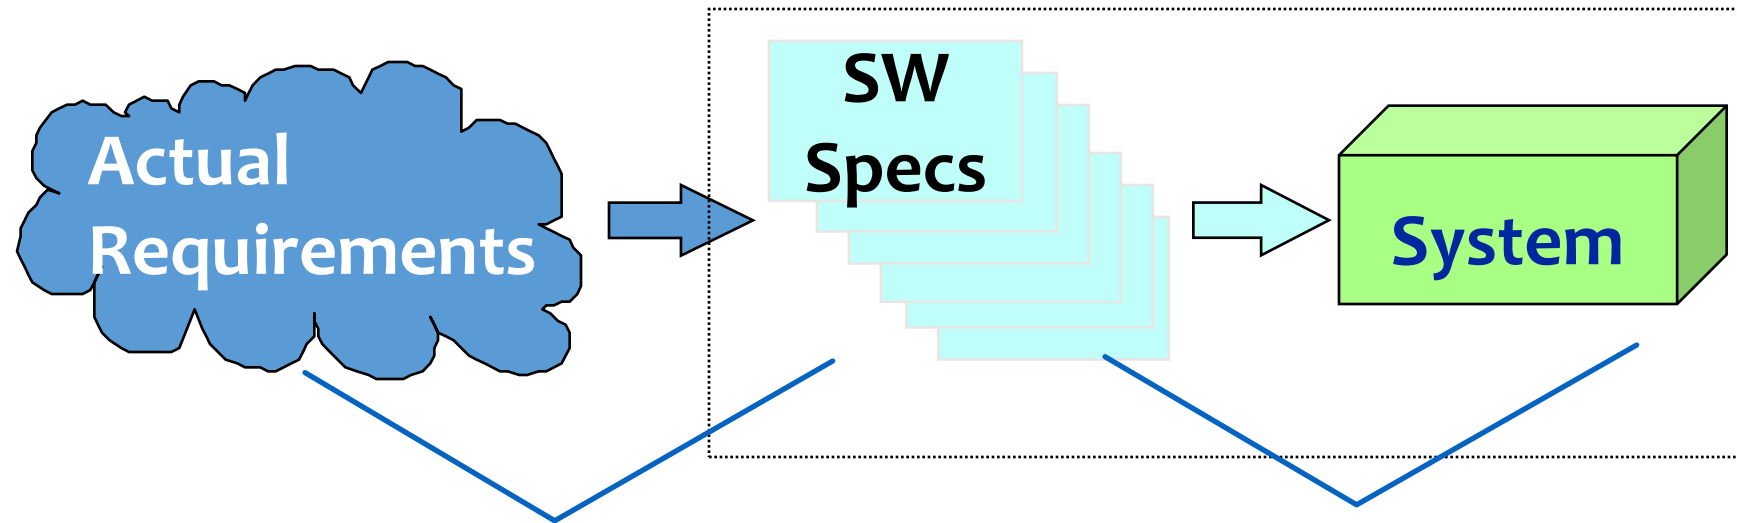 Actual
Requirements
SW
Specs
System